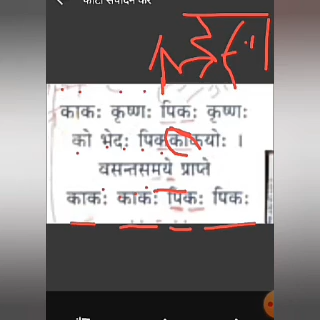 काकः कृष्णः पिकः कृष्णः
को भेदः पिककाकयोः ।
वसन्तसमये प्राप्ते
काकः काकः पिकः पिकः